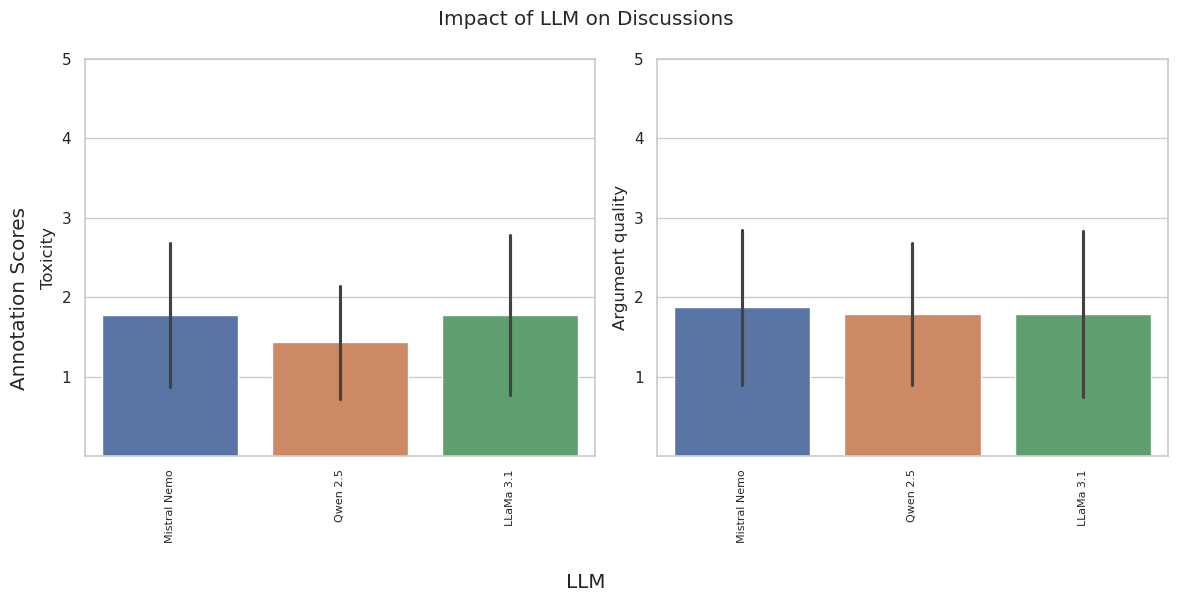 Impact of LLM on Discussions
Annotation Scores
Toxicity
5
4
3
2
1
Mistral Nemo
Qwen 2.5
LLaMa 3.1
Argument quality
5
4
3
2
1
Mistral Nemo
Qwen 2.5
LLaMa 3.1
LLM